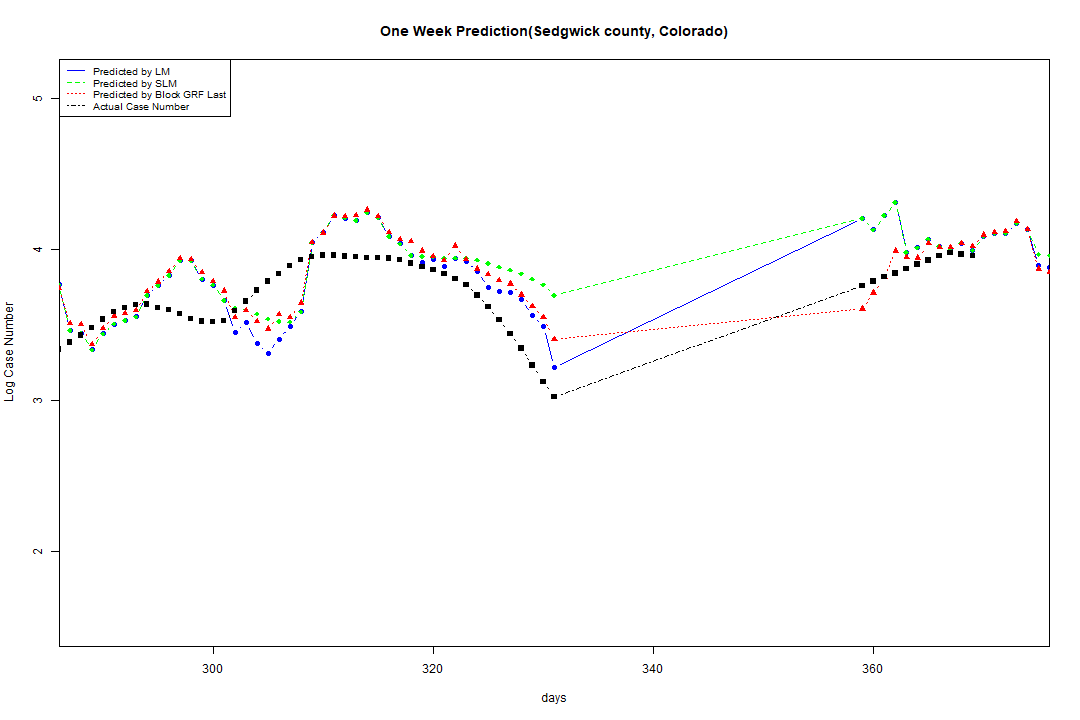 One Week Prediction(Sedgwick county, Colorado)
Predicted by LM
Predicted by SLM
Predicted by Block GRF Last
Actual Case Number
5
4
3
2
Log Case Number
300
320
340
360
days